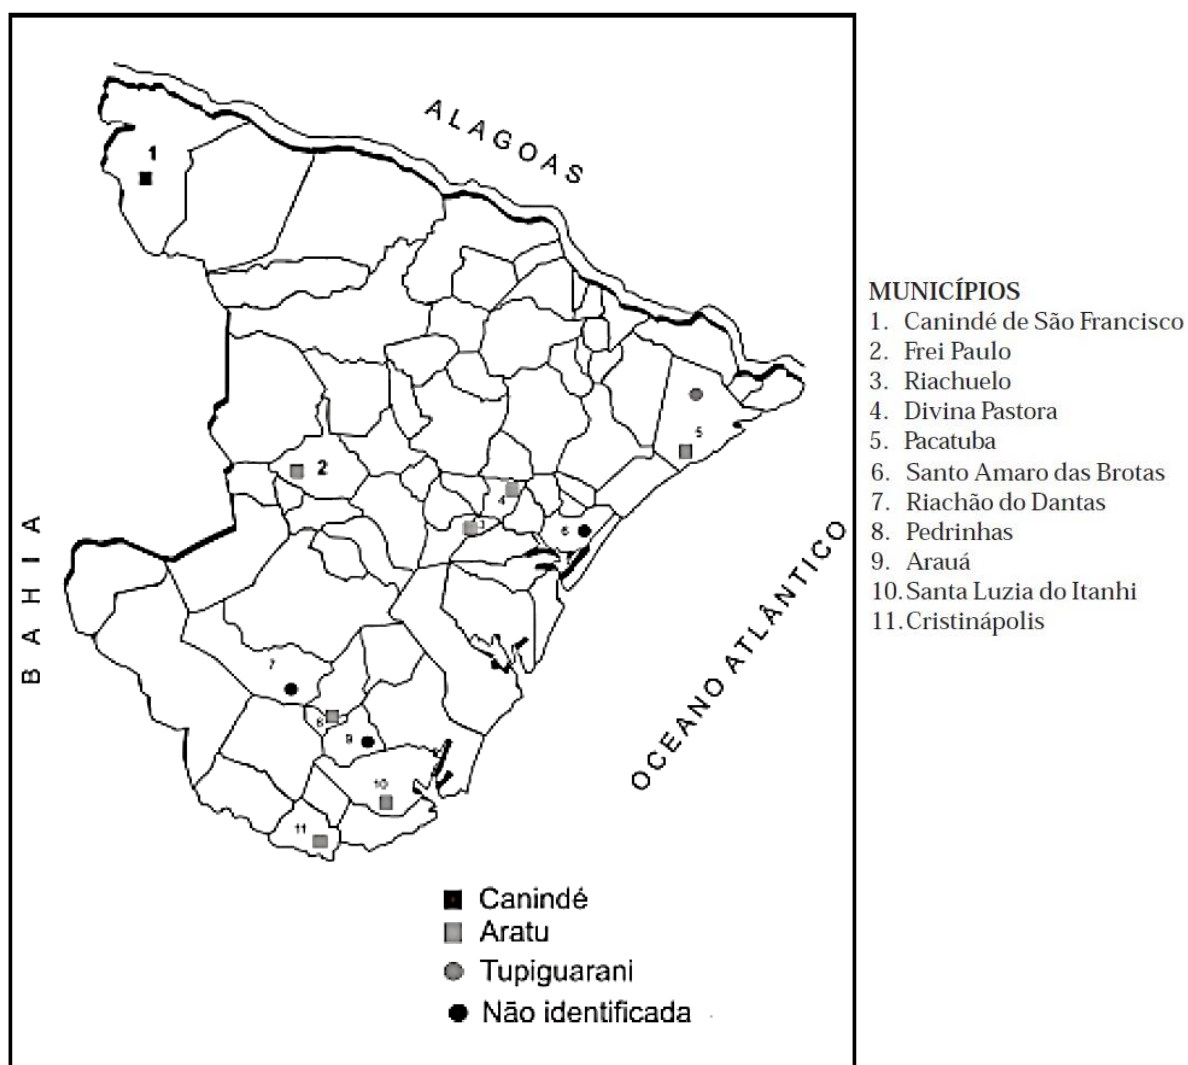 ALAGOAS
BAHIA
OCEANO ATLÂNTICO
1
2
3
4
5
6
7
8
9
10
11
Canindé
Aratu
Tupiguarani
Não identificada
MUNICÍPIOS
1. Canindé de São Francisco
2. Frei Paulo
3. Riachuelo
4. Divina Pastora
5. Pacatuba
6. Santo Amaro das Brotas
7. Riachão do Dantas
8. Pedrinhas
9. Arauá
10. Santa Luzia do Itanhi
11. Cristinápolis